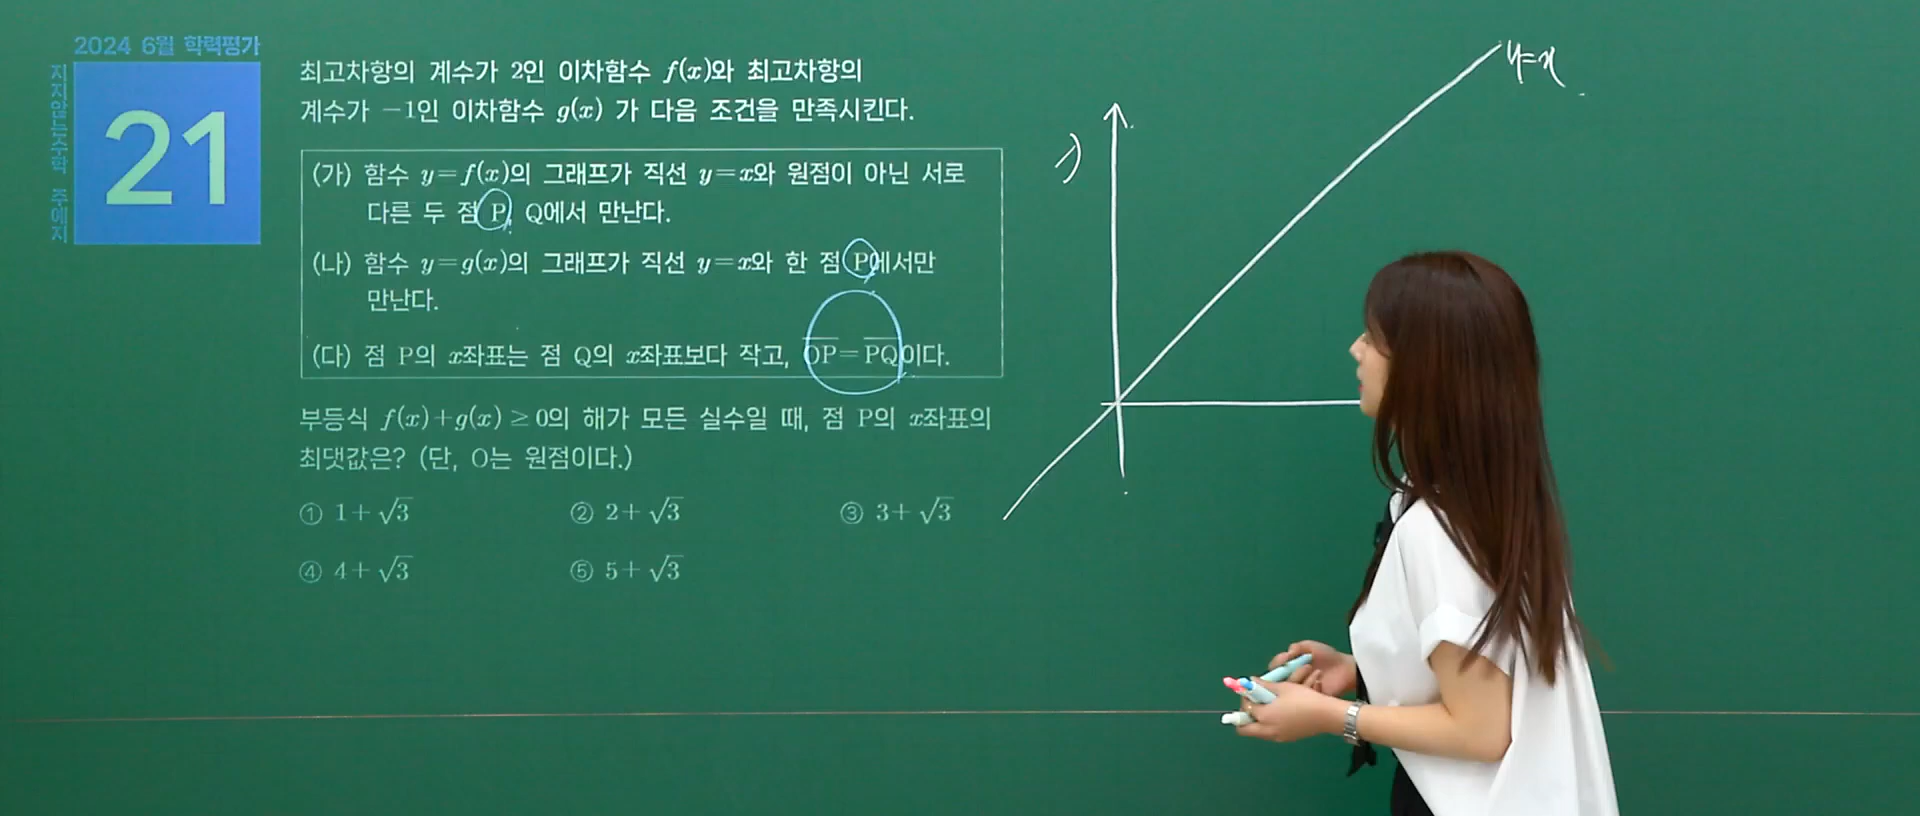 2024 6월 학력평가
지지않는수학 주예지
21
최고차항의 계수가 2인 이차함수 f(x)와 최고차항의
계수가 −1인 이차함수 g(x) 가 다음 조건을 만족시킨다.
(가) 함수 y=f(x)의 그래프가 직선 y=x와 원점이 아닌 서로
다른 두 점 P, Q에서 만난다.
(나) 함수 y=g(x)의 그래프가 직선 y=x와 한 점 P에서만
만난다.
(다) 점 P의 x좌표는 점 Q의 x좌표보다 작고, OP=PQ이다.
부등식 f(x)+g(x) ≥ 0의 해가 모든 실수일 때, 점 P의 x좌표의
최댓값은? (단, O는 원점이다.)
① 1+√3 ② 2+√3 ③ 3+√3
④ 4+√3 ⑤ 5+√3
y=x